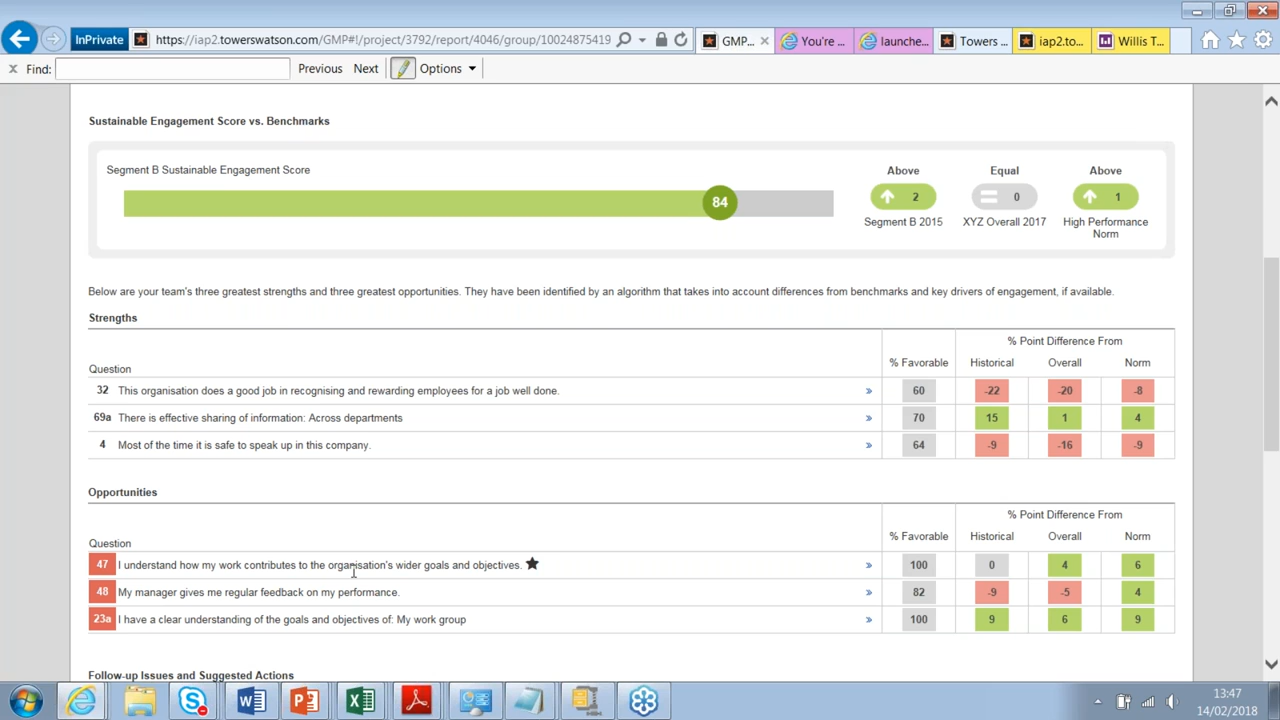 InPrivate https://iap2.towerswatson.com/GMP#!/project/3792/report/4046/group/10024875419 GMP... You're ... launche... Towers ... iap2.to... Willis T...
x Find: Previous Next Options
Sustainable Engagement Score vs. Benchmarks
Segment B Sustainable Engagement Score
84
Above Equal Above
2 0 1
Segment B 2015 XYZ Overall 2017 High Performance
Norm
Below are your team's three greatest strengths and three greatest opportunities. They have been identified by an algorithm that takes into account differences from benchmarks and key drivers of engagement, if available.
Strengths
% Point Difference From
Question % Favorable Historical Overall Norm
32 This organisation does a good job in recognising and rewarding employees for a job well done. » 60 -22 -20 -8
69a There is effective sharing of information: Across departments » 70 15 1 4
4 Most of the time it is safe to speak up in this company. » 64 -9 -16 -9
Opportunities
% Point Difference From
Question % Favorable Historical Overall Norm
47 I understand how my work contributes to the organisation's wider goals and objectives. ★ » 100 0 4 6
48 My manager gives me regular feedback on my performance. » 82 -9 -5 4
23a I have a clear understanding of the goals and objectives of: My work group » 100 9 6 9
Follow-up Issues and Suggested Actions
13:47
14/02/2018